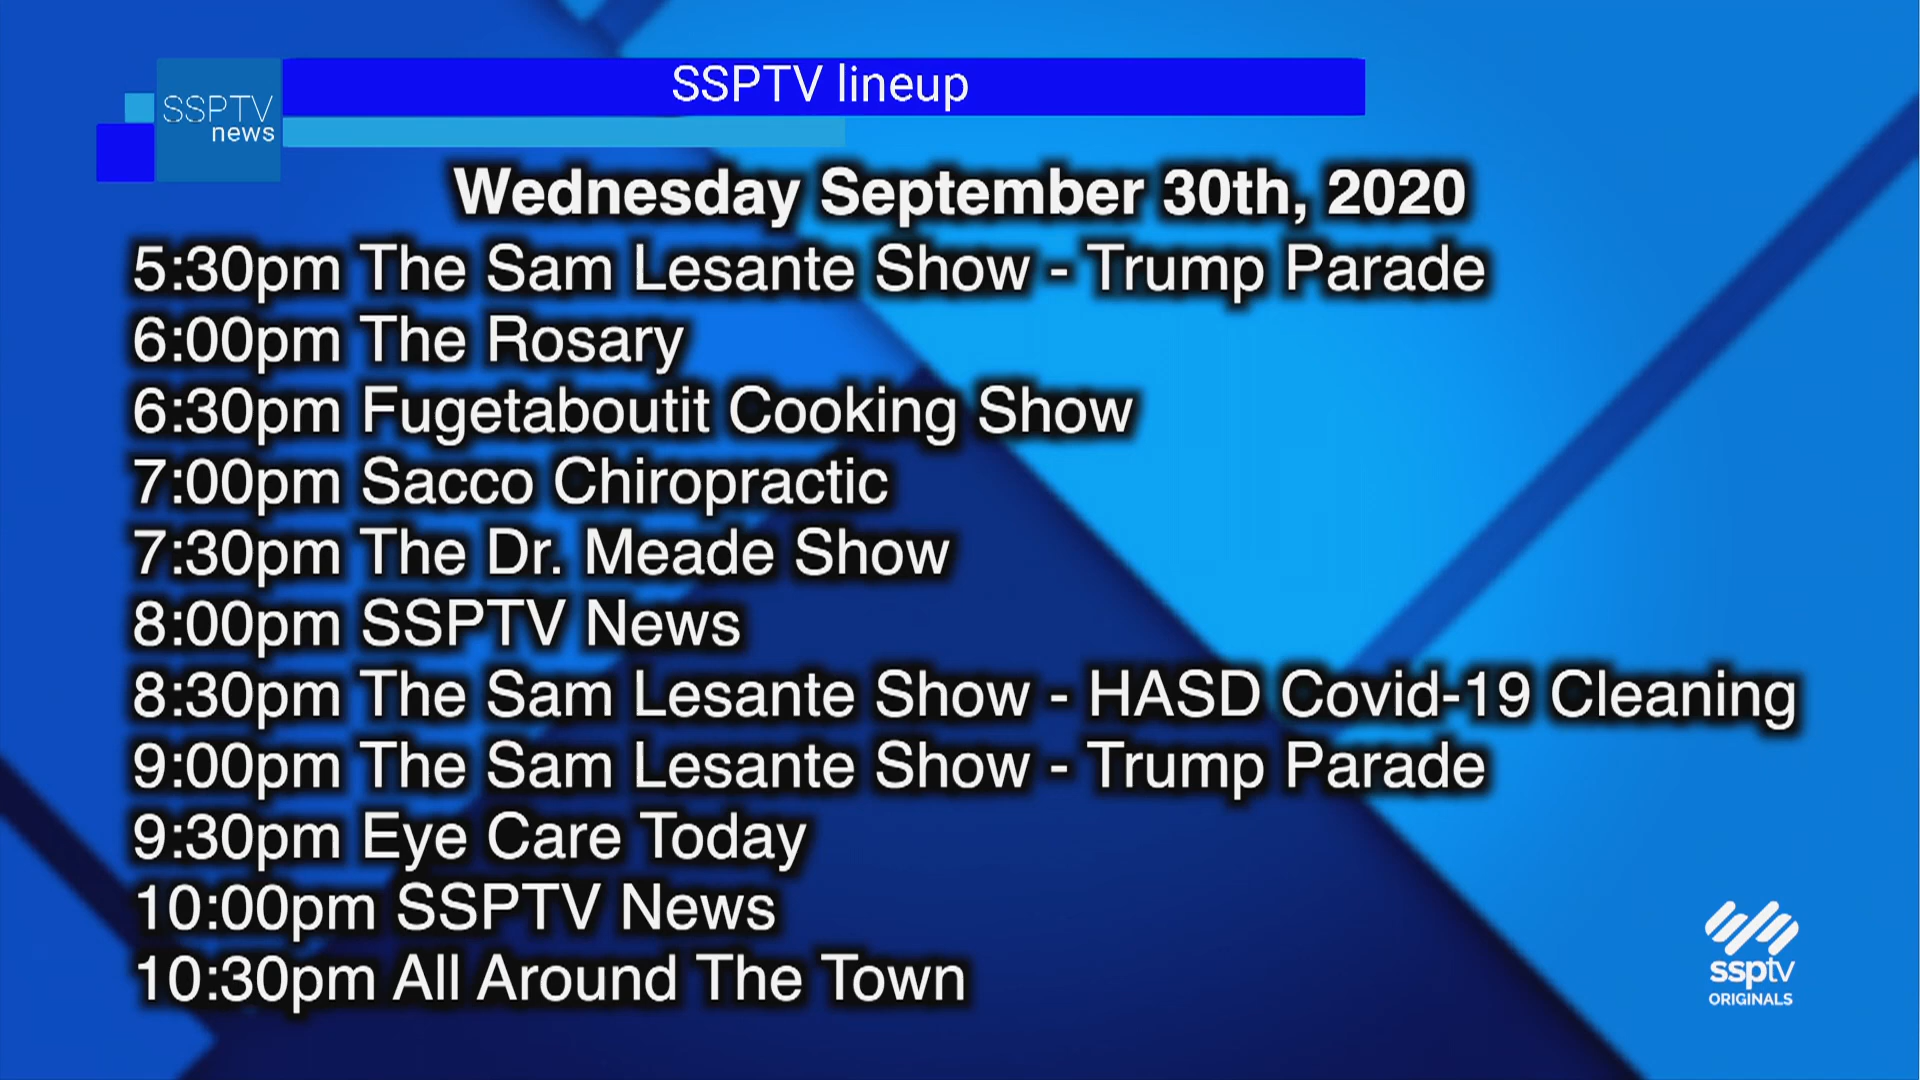 SSPTV lineup
SSPTV
news
Wednesday September 30th, 2020
5:30pm The Sam Lesante Show - Trump Parade
6:00pm The Rosary
6:30pm Fugetaboutit Cooking Show
7:00pm Sacco Chiropractic
7:30pm The Dr. Meade Show
8:00pm SSPTV News
8:30pm The Sam Lesante Show - HASD Covid-19 Cleaning
9:00pm The Sam Lesante Show - Trump Parade
9:30pm Eye Care Today
10:00pm SSPTV News
10:30pm All Around The Town
ssptv
ORIGINALS